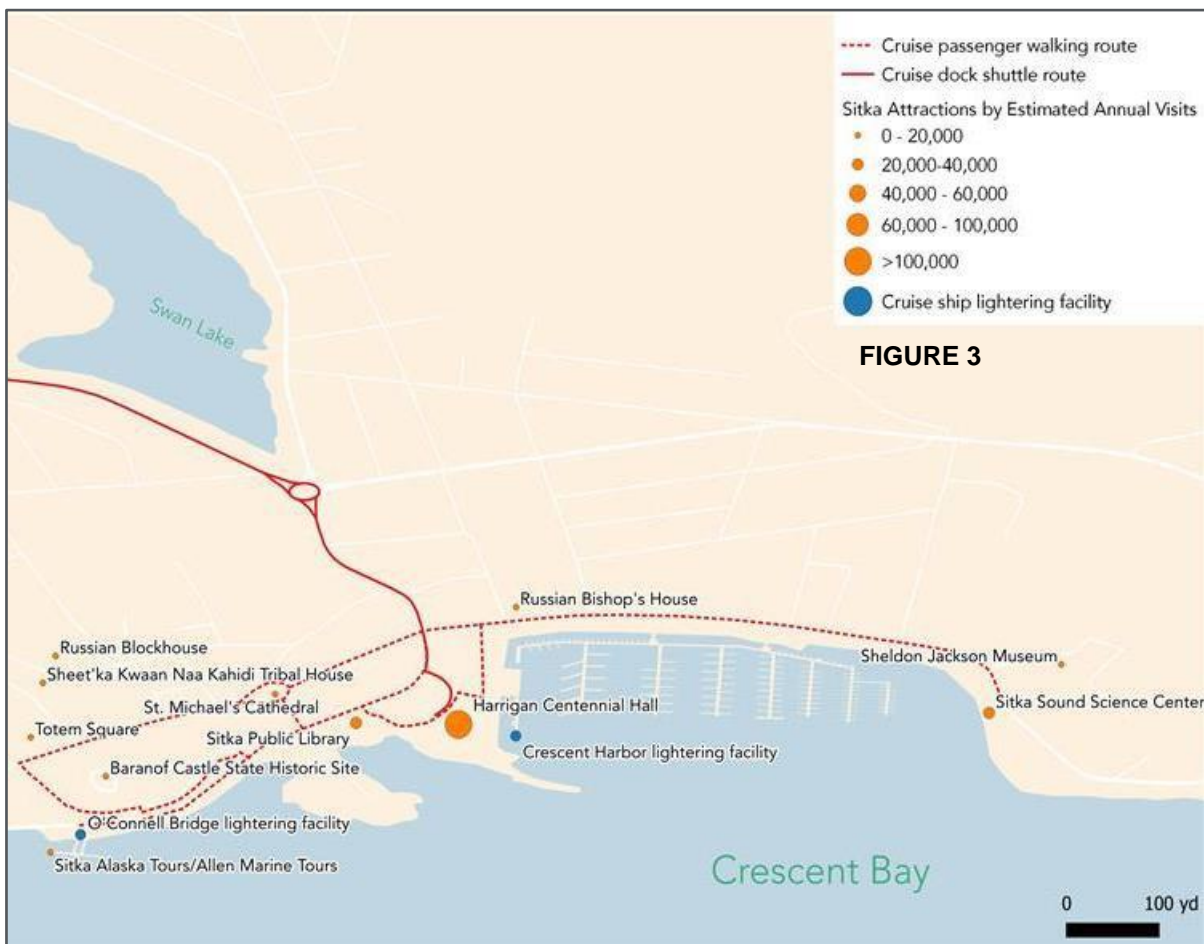 Cruise passenger walking route
Cruise dock shuttle route
Sitka Attractions by Estimated Annual Visits
0 - 20,000
20,000-40,000
40,000 - 60,000
60,000 - 100,000
>100,000
Cruise ship lightering facility
FIGURE 3
Swan Lake
Russian Bishop's House
Russian Blockhouse
Sheet'ka Kwaan Naa Kahidi Tribal House
Sheldon Jackson Museum
St. Michael's Cathedral
Harrigan Centennial Hall
Sitka Sound Science Center
Totem Square
Sitka Public Library
Crescent Harbor lightering facility
Baranof Castle State Historic Site
O'Connell Bridge lightering facility
Sitka Alaska Tours/Allen Marine Tours
Crescent Bay
0 100 yd